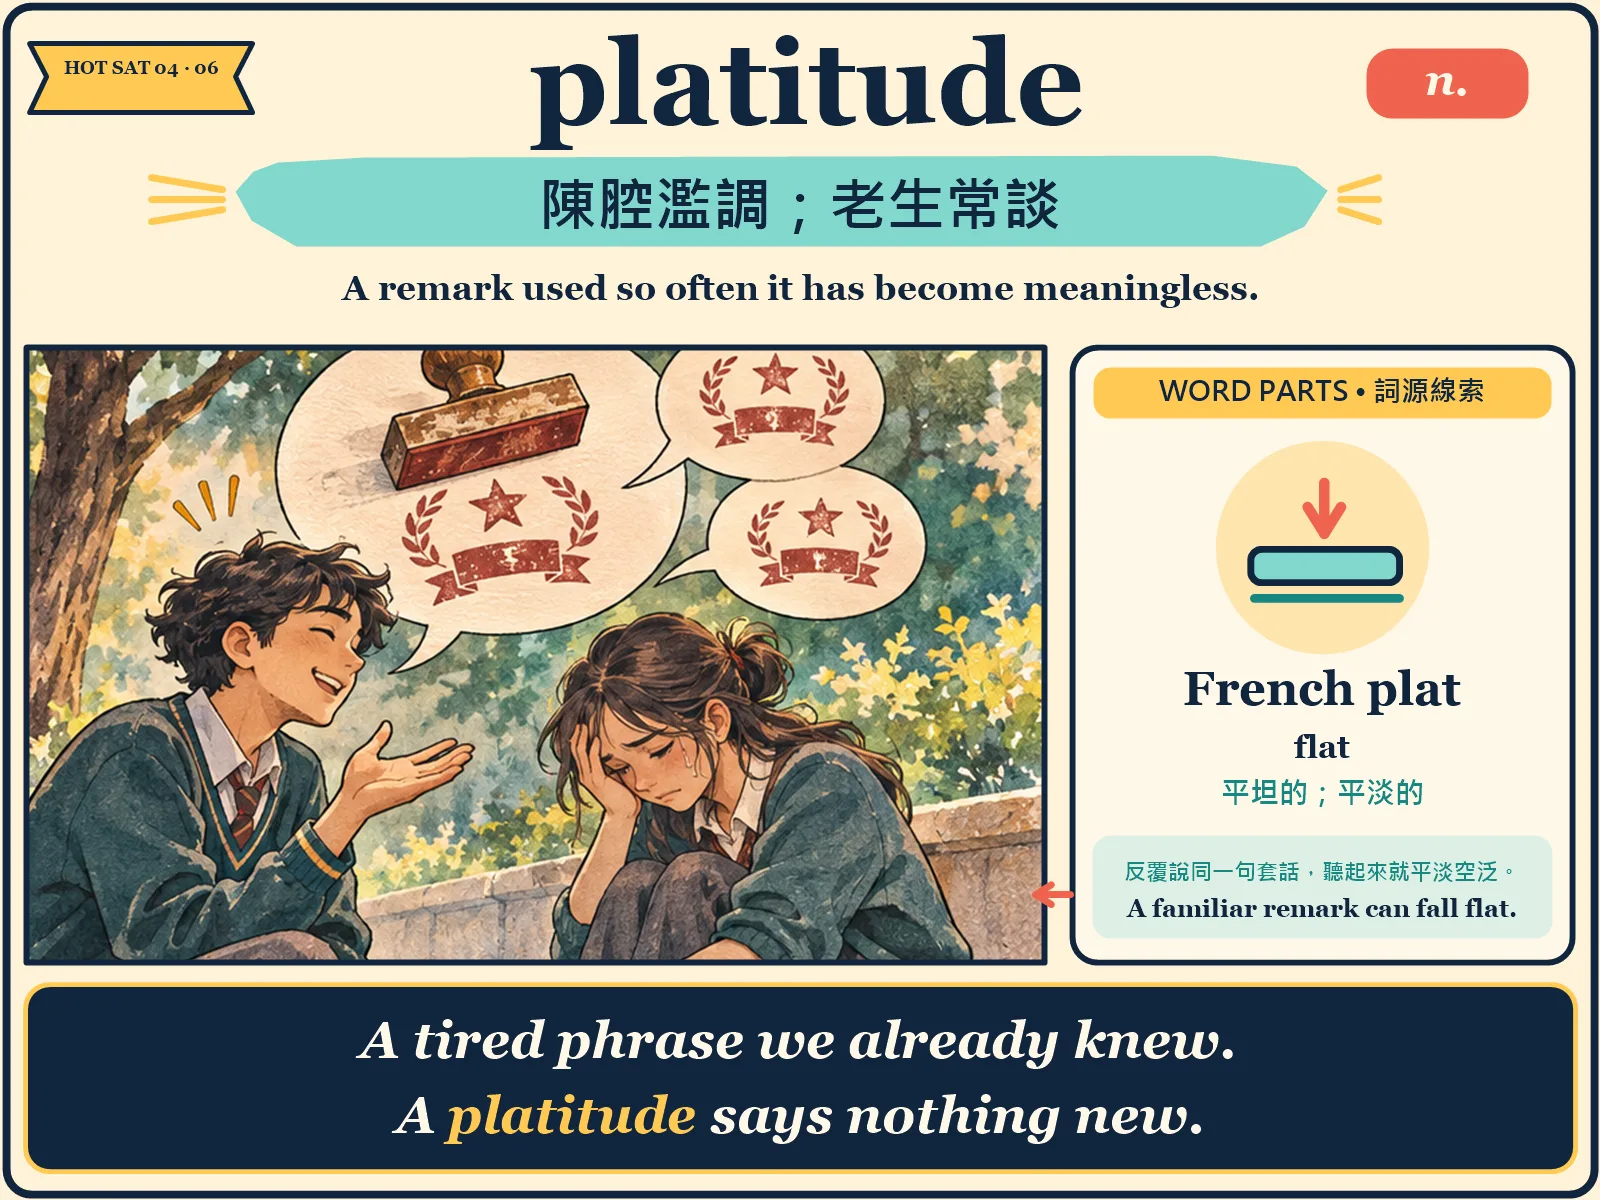 HOT SAT 04 · 06
platitude
n.
陳腔濫調；老生常談
A remark used so often it has become meaningless.
WORD PARTS • 詞源線索
French plat
flat
平坦的；平淡的
反覆說同一句套話，聽起來就平淡空泛。
A familiar remark can fall flat.
A tired phrase we already knew.
A platitude says nothing new.